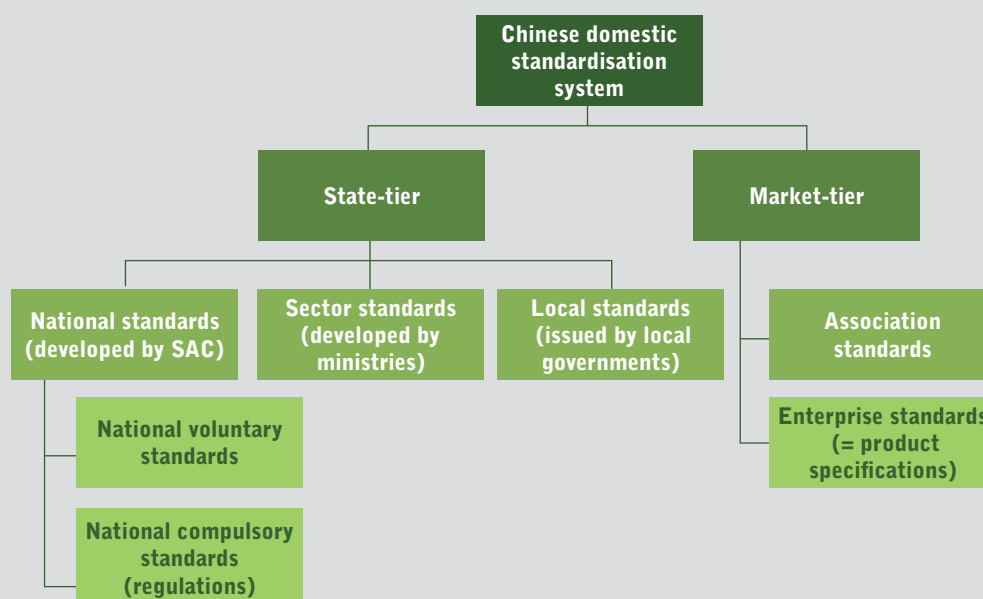 Chinese domestic
standardisation
system
State-tier
Market-tier
National standards
(developed by SAC)
Sector standards
(developed by
ministries)
Local standards
(issued by local
governments)
Association
standards
National voluntary
standards
Enterprise standards
(= product
specifications)
National compulsory
standards
(regulations)